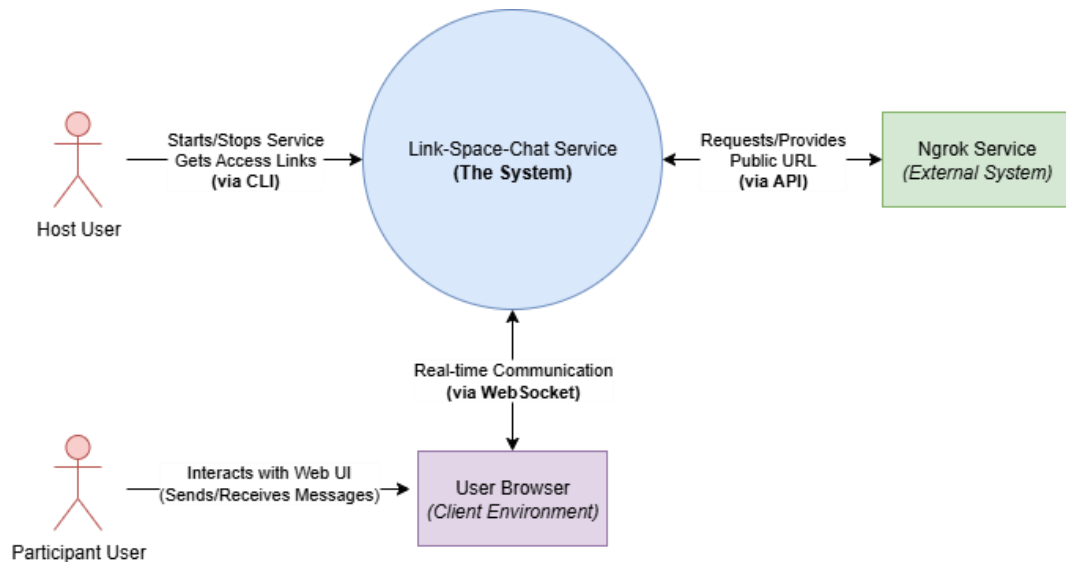 Starts/Stops Service
Gets Access Links
(via CLI)
Host User
Link-Space-Chat Service
(The System)
Requests/Provides
Public URL
(via API)
Ngrok Service
(External System)
Real-time Communication
(via WebSocket)
Interacts with Web UI
(Sends/Receives Messages)
Participant User
User Browser
(Client Environment)